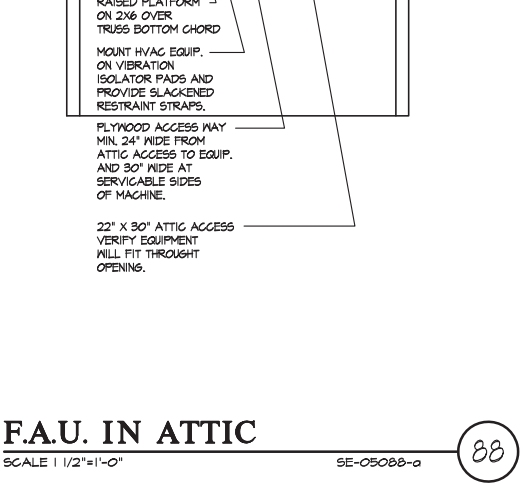 RAISED PLATFORM
ON 2X6 OVER
TRUSS BOTTOM CHORD
MOUNT HVAC EQUIP.
ON VIBRATION
ISOLATOR PADS AND
PROVIDE SLACKENED
RESTRAINT STRAPS.
PLYWOOD ACCESS WAY
MIN. 24" WIDE FROM
ATTIC ACCESS TO EQUIP.
AND 30" WIDE AT
SERVICABLE SIDES
OF MACHINE.
22" X 30" ATTIC ACCESS
VERIFY EQUIPMENT
WILL FIT THROUGHT
OPENING.
F.A.U. IN ATTIC
SCALE 1 1/2"=1'-0" SE-05088-a
88